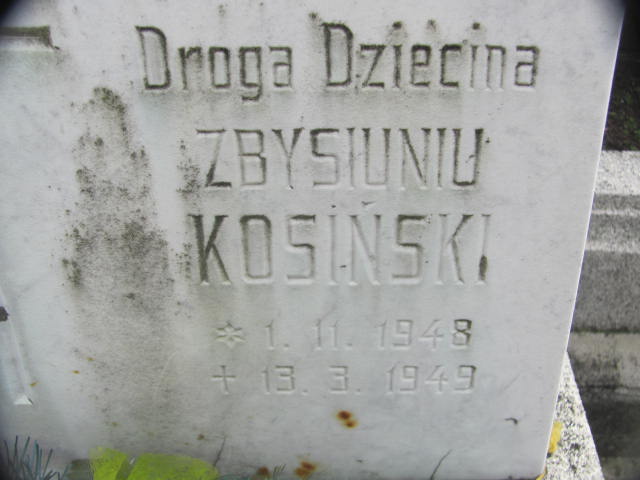 Droga Dziecina
ZBYSIUNIU
KOSIŃSKI
* 1. 11. 1948
+ 13. 3. 1949